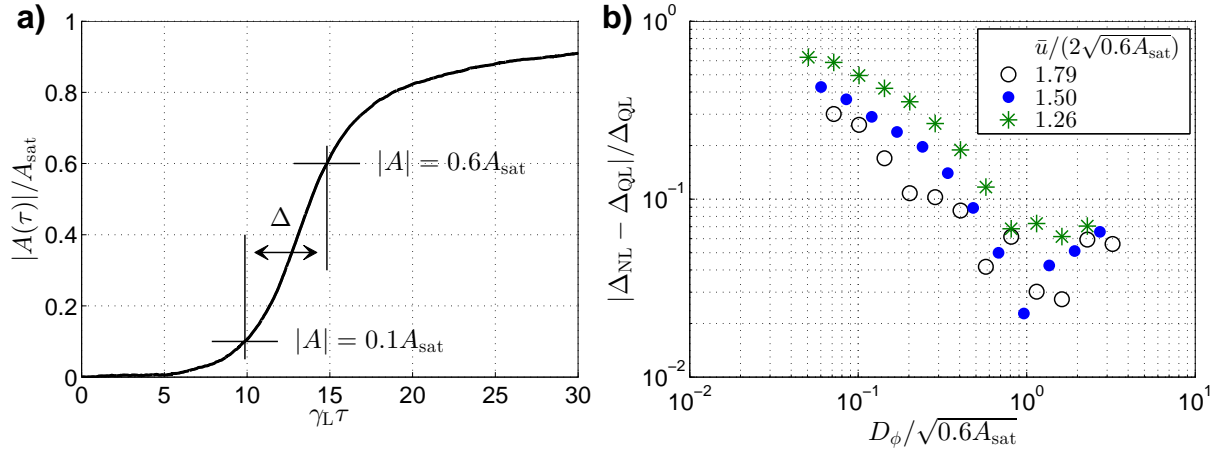 a)
|A(τ)|/A_sat
1
0.8
0.6
0.4
0.2
0
|A| = 0.6A_sat
Δ
|A| = 0.1A_sat
0 5 10 15 20 25 30
γ_L τ
b)
|Δ_NL − Δ_QL|/Δ_QL
10^0
10^−1
10^−2
ū/(2√0.6A_sat)
1.79
1.50
1.26
10^−2 10^−1 10^0 10^1
D_ϕ/√0.6A_sat